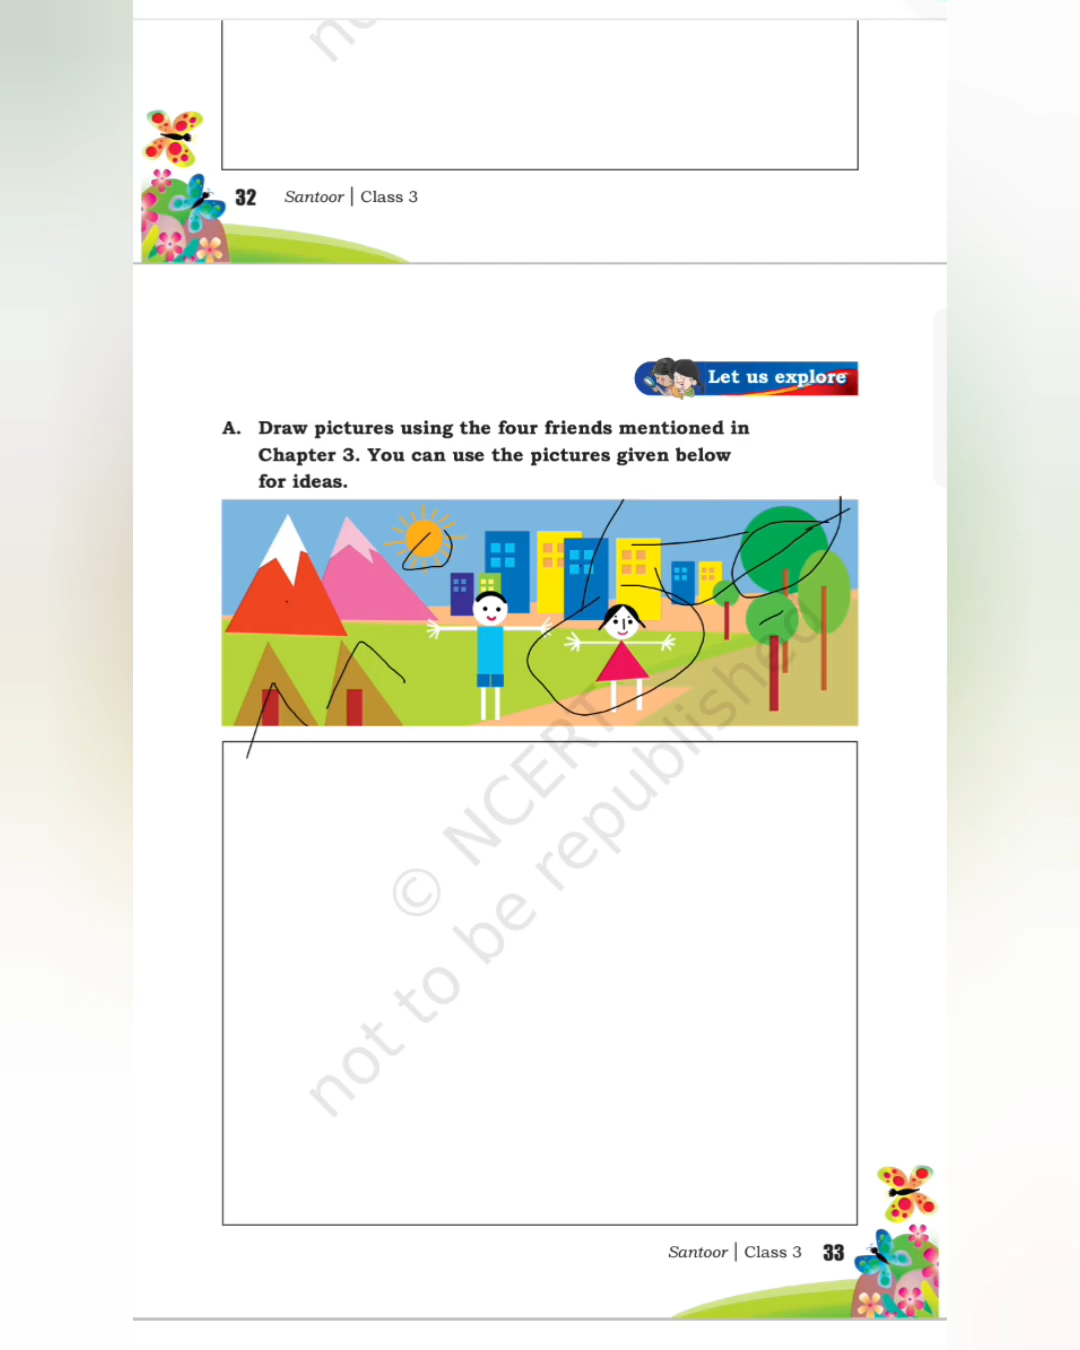 no
32 Santoor | Class 3
Let us explore
A. Draw pictures using the four friends mentioned in
Chapter 3. You can use the pictures given below
for ideas.
© NCERT
not to be republished
Santoor | Class 3 33